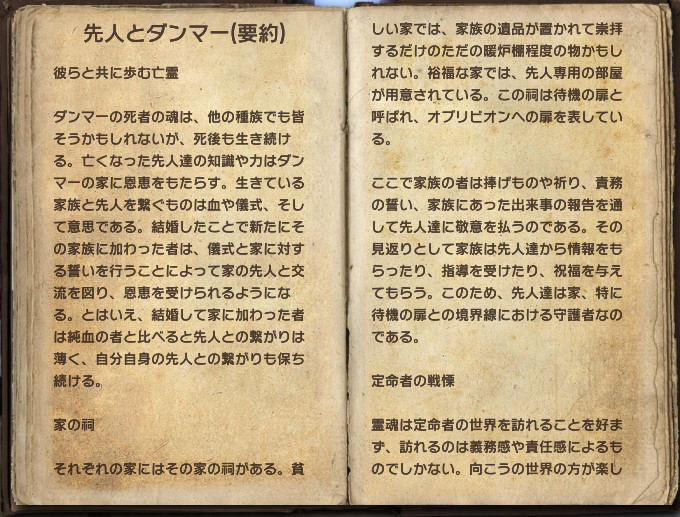 先人とダンマー(要約)
彼らと共に歩む亡霊
ダンマーの死者の魂は、他の種族でも皆
そうかもしれないが、死後も生き続け
る。亡くなった先人達の知識や力はダン
マーの家に恩恵をもたらす。生きている
家族と先人を繋ぐものは血や儀式、そし
て意思である。結婚したことで新たにそ
の家族に加わった者は、儀式と家に対す
る誓いを行うことによって家の先人と交
流を図り、恩恵を受けられるようにな
る。とはいえ、結婚して家に加わった者
は純血の者と比べると先人との繋がりは
薄く、自分自身の先人との繋がりも保ち
続ける。
家の祠
それぞれの家にはその家の祠がある。貧
しい家では、家族の遺品が置かれて崇拝
するだけのただの暖炉棚程度の物かもし
れない。裕福な家では、先人専用の部屋
が用意されている。この祠は待機の扉と
呼ばれ、オブリビオンへの扉を表してい
る。
ここで家族の者は捧げものや祈り、責務
の誓い、家族にあった出来事の報告を通
して先人達に敬意を払うのである。その
見返りとして家族は先人達から情報をも
らったり、指導を受けたり、祝福を与え
てもらう。このため、先人達は家、特に
待機の扉との境界線における守護者なの
である。
定命者の戦慄
霊魂は定命者の世界を訪れることを好ま
ず、訪れるのは義務感や責任感によるも
のでしかない。向こうの世界の方が楽し